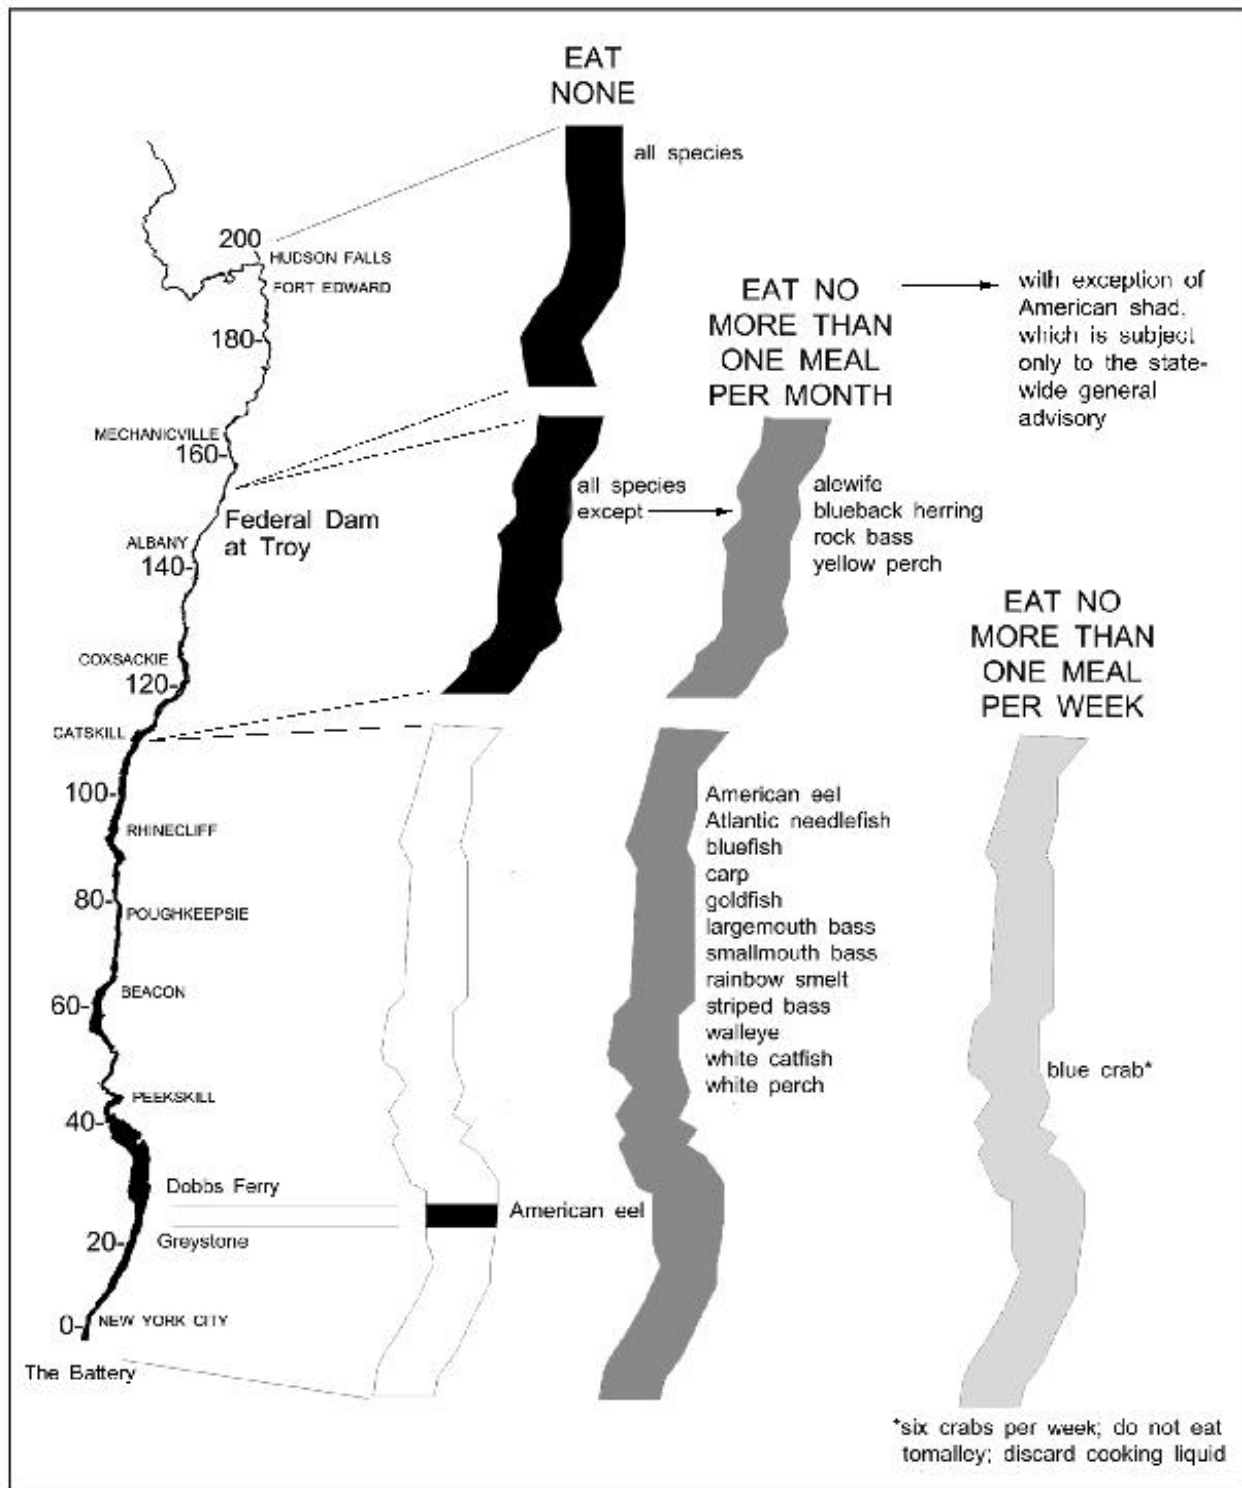 EAT
NONE
all species
200
HUDSON FALLS
FORT EDWARD
180-
MECHANICVILLE
160-
Federal Dam
at Troy
ALBANY
140-
COXSACKIE
120-
CATSKILL
100-
RHINECLIFF
80-
POUGHKEEPSIE
BEACON
60-
PEEKSKILL
40-
Dobbs Ferry
20-
Greystone
0-
NEW YORK CITY
The Battery
all species
except
American eel
EAT NO
MORE THAN
ONE MEAL
PER MONTH
with exception of
American shad,
which is subject
only to the state-
wide general
advisory
alewife
blueback herring
rock bass
yellow perch
American eel
Atlantic needlefish
bluefish
carp
goldfish
largemouth bass
smallmouth bass
rainbow smelt
striped bass
walleye
white catfish
white perch
EAT NO
MORE THAN
ONE MEAL
PER WEEK
blue crab*
*six crabs per week; do not eat
tomalley; discard cooking liquid